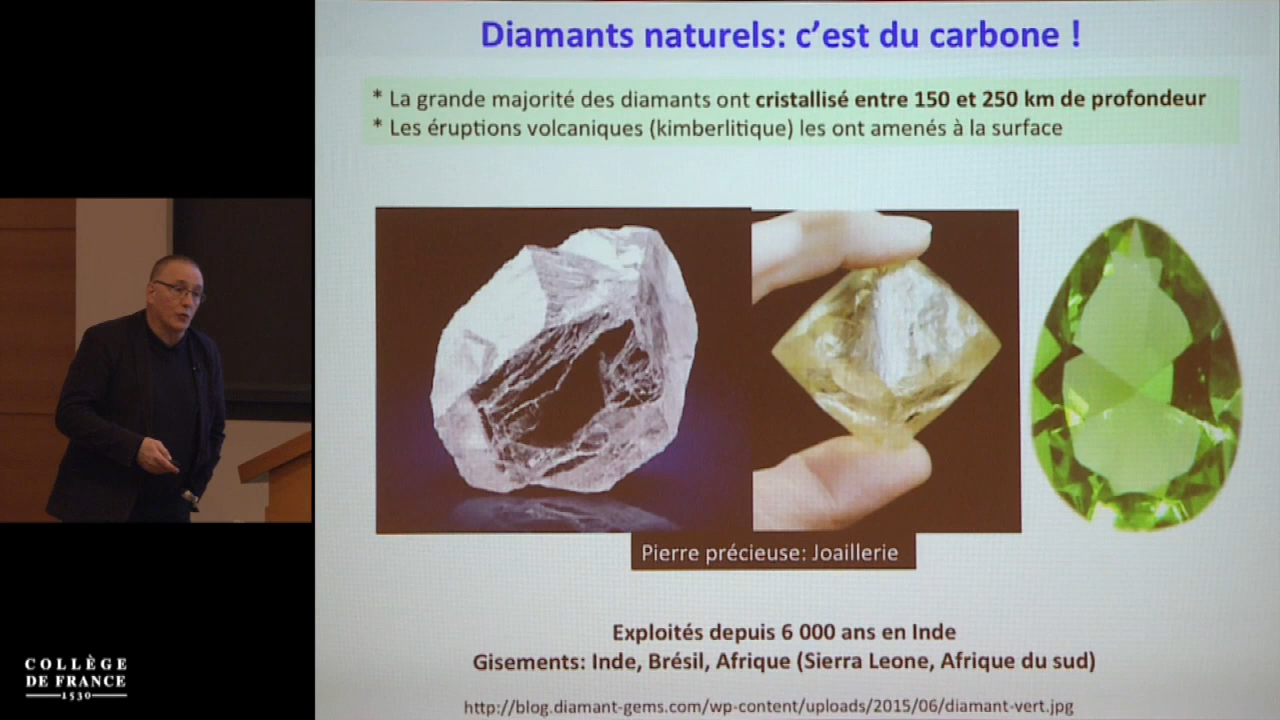 Diamants naturels: c'est du carbone !
* La grande majorité des diamants ont cristallisé entre 150 et 250 km de profondeur
* Les éruptions volcaniques (kimberlitique) les ont amenés à la surface
Pierre précieuse: Joaillerie
Exploités depuis 6 000 ans en Inde
Gisements: Inde, Brésil, Afrique (Sierra Leone, Afrique du sud)
http://blog.diamant-gems.com/wp-content/uploads/2015/06/diamant-vert.jpg
COLLÈGE
DE FRANCE
1530